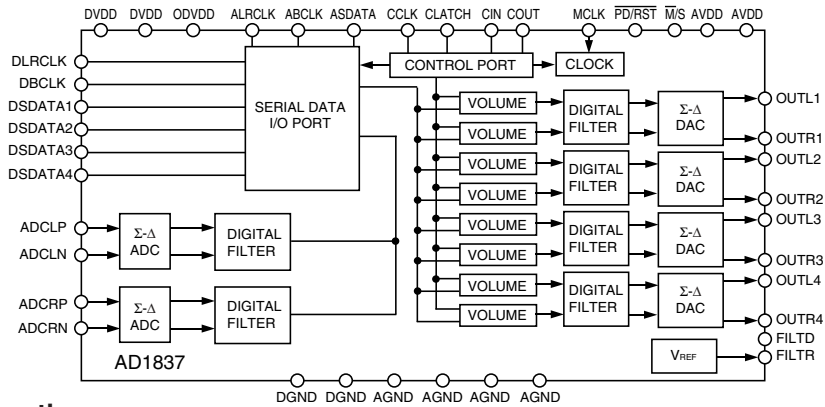 DVDD DVDD ODVDD ALRCLK ABCLK ASDATA CCLK CLATCH CIN COUT MCLK PD/RST M/S AVDD AVDD
DLRCLK
DBCLK
DSDATA1
DSDATA2
DSDATA3
DSDATA4
ADCLP
ADCLN
ADCRP
ADCRN
SERIAL DATA
I/O PORT
CONTROL PORT
CLOCK
Σ-Δ
ADC
DIGITAL
FILTER
Σ-Δ
ADC
DIGITAL
FILTER
VOLUME
VOLUME
VOLUME
VOLUME
VOLUME
VOLUME
VOLUME
VOLUME
DIGITAL
FILTER
DIGITAL
FILTER
DIGITAL
FILTER
DIGITAL
FILTER
Σ-Δ
DAC
Σ-Δ
DAC
Σ-Δ
DAC
Σ-Δ
DAC
OUTL1
OUTR1
OUTL2
OUTR2
OUTL3
OUTR3
OUTL4
OUTR4
FILTD
FILTR
VREF
AD1837
DGND DGND AGND AGND AGND AGND